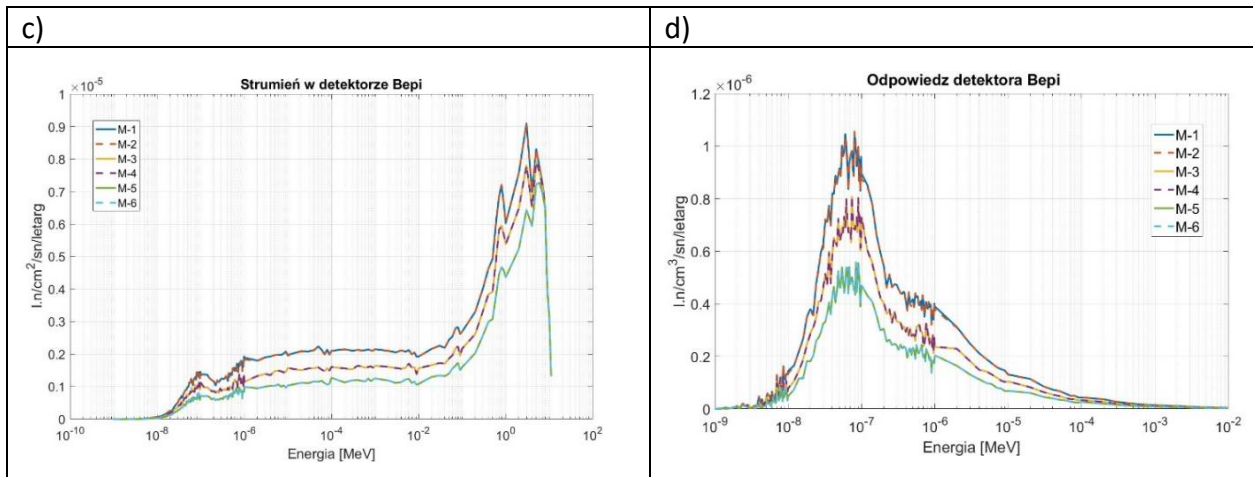 c)
d)
Strumień w detektorze Bepi
×10⁻⁵
1
0.9
0.8
0.7
0.6
0.5
0.4
0.3
0.2
0.1
0
l.n/cm²/sn/letarg
M-1
M-2
M-3
M-4
M-5
M-6
10⁻¹⁰
10⁻⁸
10⁻⁶
10⁻⁴
10⁻²
10⁰
10²
Energia [MeV]
Odpowiedz detektora Bepi
×10⁻⁶
1.2
1
0.8
0.6
0.4
0.2
0
l.n/cm³/sn/letarg
M-1
M-2
M-3
M-4
M-5
M-6
10⁻⁹
10⁻⁸
10⁻⁷
10⁻⁶
10⁻⁵
10⁻⁴
10⁻³
10⁻²
Energia [MeV]